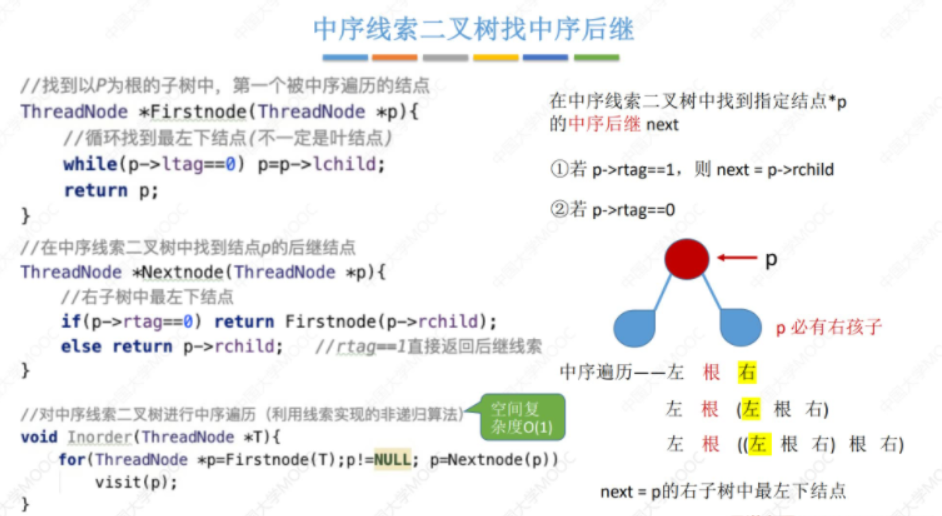 中序线索二叉树找中序后继
//找到以P为根的子树中，第一个被中序遍历的结点
ThreadNode *Firstnode(ThreadNode *p){
//循环找到最左下结点(不一定是叶结点)
while(p->ltag==0) p=p->lchild;
return p;
}
//在中序线索二叉树中找到结点p的后继结点
ThreadNode *Nextnode(ThreadNode *p){
//右子树中最左下结点
if(p->rtag==0) return Firstnode(p->rchild);
else return p->rchild; //rtag==1直接返回后继线索
}
//对中序线索二叉树进行中序遍历（利用线索实现的非递归算法）
void Inorder(ThreadNode *T){
for(ThreadNode *p=Firstnode(T);p!=NULL; p=Nextnode(p))
visit(p);
}
空间复
杂度O(1)
在中序线索二叉树中找到指定结点*p
的中序后继 next
①若 p->rtag==1，则 next = p->rchild
②若 p->rtag==0
p
p 必有右孩子
中序遍历——左 根 右
左 根 (左 根 右)
左 根 ((左 根 右) 根 右)
next = p的右子树中最左下结点